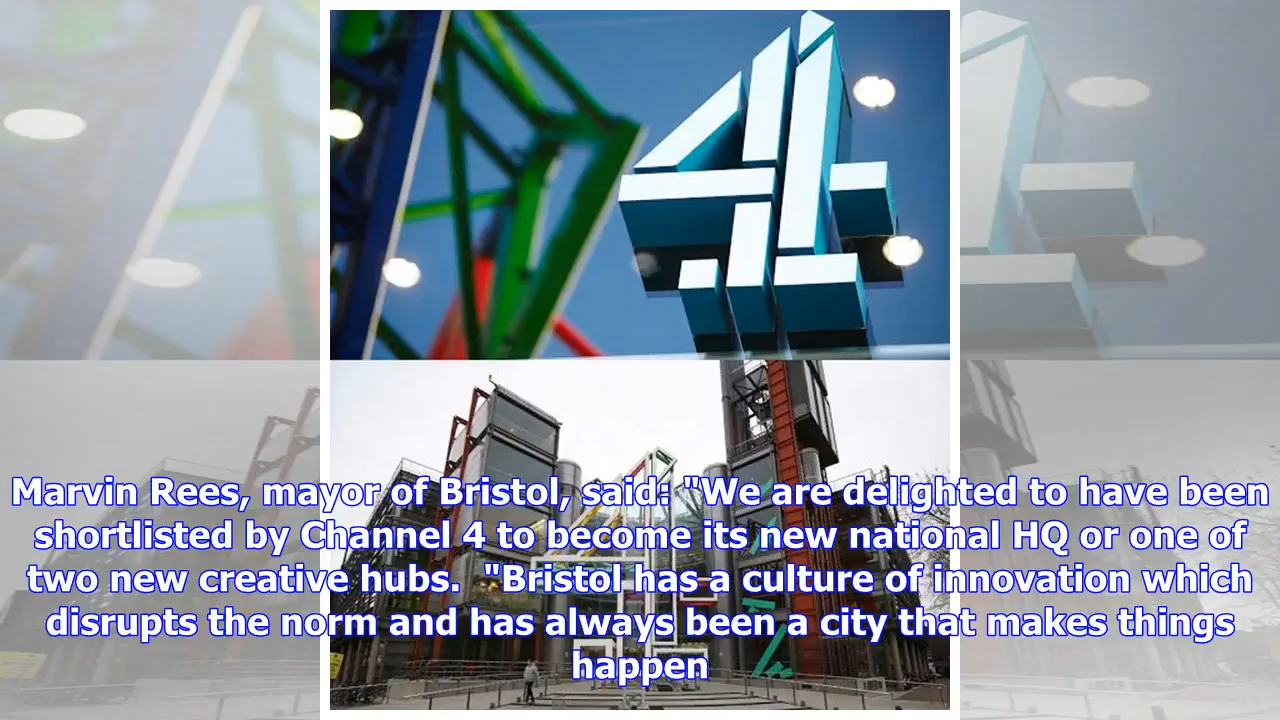 4
Marvin Rees, mayor of Bristol, said: "We are delighted to have been
shortlisted by Channel 4 to become its new national HQ or one of
two new creative hubs.  "Bristol has a culture of innovation which
disrupts the norm and has always been a city that makes things
happen